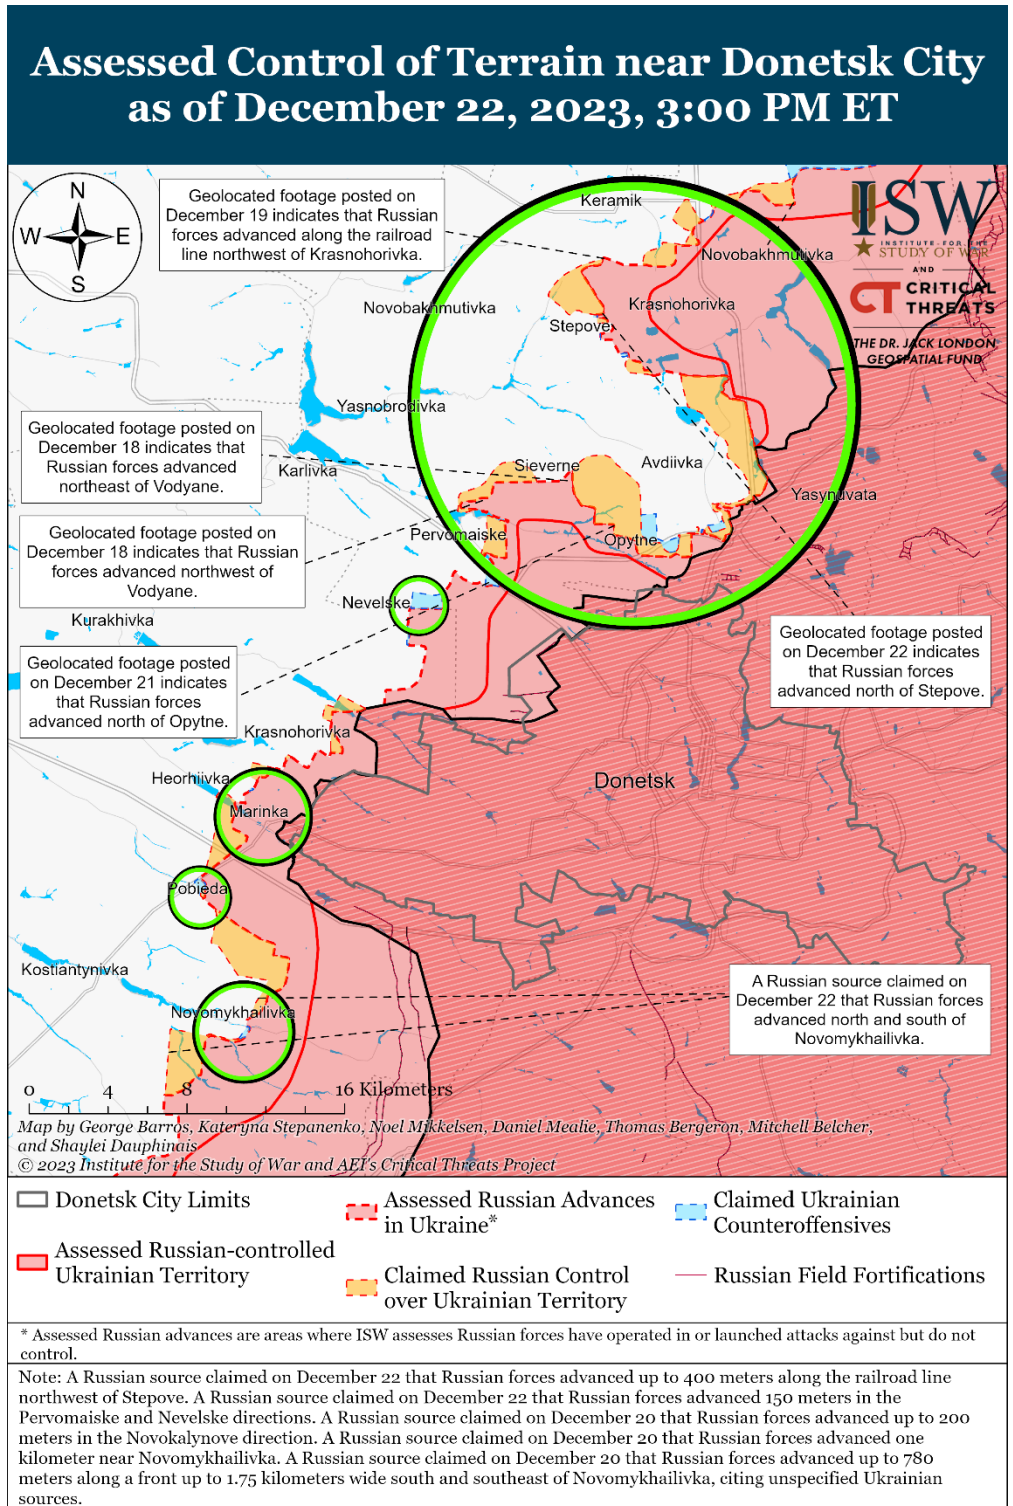 Assessed Control of Terrain near Donetsk City
as of December 22, 2023, 3:00 PM ET
N
W
E
S
Geolocated footage posted on
December 19 indicates that Russian
forces advanced along the railroad
line northwest of Krasnohorivka.
Keramik
ISW
INSTITUTE FOR THE
STUDY OF WAR
AND
CT CRITICAL
THREATS
THE DR. JACK LONDON
GEOSPATIAL FUND
Novobakhmutivka
Krasnohorivka
Novobakhmutivka
Stepove
Yasnobrodivka
Geolocated footage posted on
December 18 indicates that
Russian forces advanced
northeast of Vodyane.
Karlivka
Sieverne
Avdiivka
Yasynuvata
Geolocated footage posted on
December 18 indicates that Russian
forces advanced northwest of
Vodyane.
Pervomaiske
Opytne
Nevelske
Kurakhivka
Geolocated footage posted
on December 22 indicates
that Russian forces
advanced north of Stepove.
Geolocated footage posted
on December 21 indicates
that Russian forces
advanced north of Opytne.
Krasnohorivka
Heorhiivka
Donetsk
Marinka
Pobieda
Kostiantynivka
Novomykhailivka
A Russian source claimed on
December 22 that Russian forces
advanced north and south of
Novomykhailivka.
0 4 8 16 Kilometers
Map by George Barros, Kateryna Stepanenko, Noel Mikkelsen, Daniel Mealie, Thomas Bergeron, Mitchell Belcher,
and Shaylei Dauphinais
© 2023 Institute for the Study of War and AEI's Critical Threats Project
Donetsk City Limits
Assessed Russian-controlled
Ukrainian Territory
Assessed Russian Advances
in Ukraine*
Claimed Russian Control
over Ukrainian Territory
Claimed Ukrainian
Counteroffensives
Russian Field Fortifications
* Assessed Russian advances are areas where ISW assesses Russian forces have operated in or launched attacks against but do not
control.
Note: A Russian source claimed on December 22 that Russian forces advanced up to 400 meters along the railroad line
northwest of Stepove. A Russian source claimed on December 22 that Russian forces advanced 150 meters in the
Pervomaiske and Nevelske directions. A Russian source claimed on December 20 that Russian forces advanced up to 200
meters in the Novokalynove direction. A Russian source claimed on December 20 that Russian forces advanced one
kilometer near Novomykhailivka. A Russian source claimed on December 20 that Russian forces advanced up to 780
meters along a front up to 1.75 kilometers wide south and southeast of Novomykhailivka, citing unspecified Ukrainian
sources.